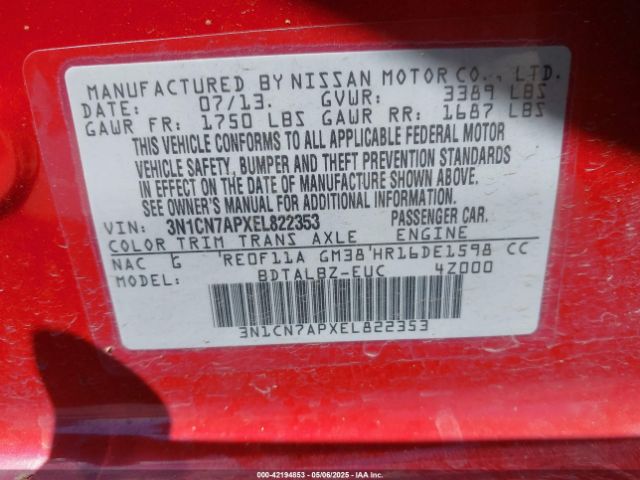 MANUFACTURED BY NISSAN MOTOR CO., LTD.
DATE: 07/13. GVWR: 3389 LBS
GAWR FR: 1750 LBS GAWR RR: 1687 LBS
THIS VEHICLE CONFORMS TO ALL APPLICABLE FEDERAL MOTOR
VEHICLE SAFETY, BUMPER AND THEFT PREVENTION STANDARDS
IN EFFECT ON THE DATE OF MANUFACTURE SHOWN ABOVE.
SEE OWNER'S MANUAL FOR ADDITIONAL INFORMATION.
VIN: 3N1CN7APXEL822353 PASSENGER CAR.
COLOR TRIM TRANS AXLE ENGINE
NAC G RE0F11A GM38 HR16DE1598 CC
MODEL: BDTALBZ-EUC 4Z000
3N1CN7APXEL822353
000-42194853 - 05/06/2025 - IAA Inc.